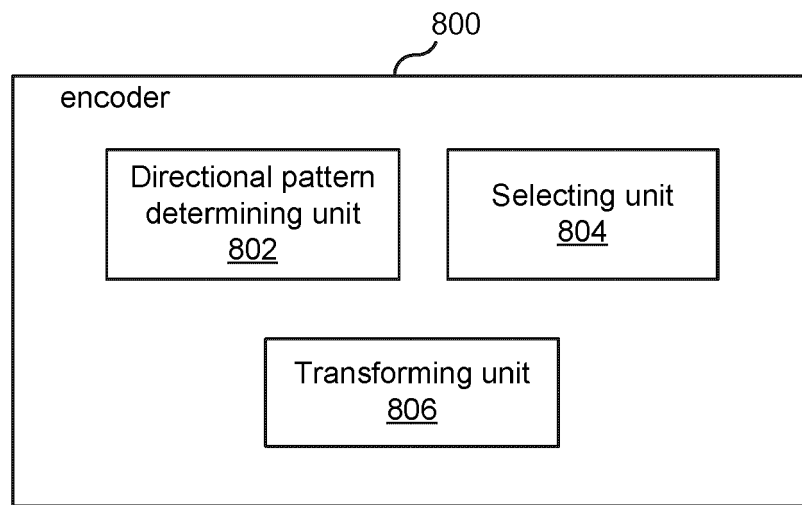 800
encoder
Directional pattern
determining unit
802
Selecting unit
804
Transforming unit
806